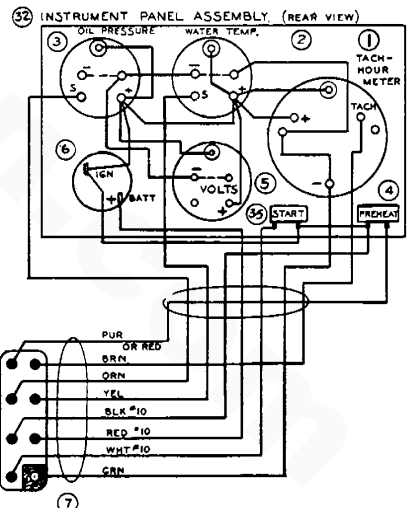 32 INSTRUMENT PANEL ASSEMBLY (REAR VIEW)
3 OIL PRESSURE WATER TEMP. 2 1
TACH-
HOUR
METER
- + - +
S S + TACH
6 IGN
- VOLTS + 5 - 4
+ BATT
35 START PREHEAT
PUR
OR RED
BRN
ORN
YEL
BLK #10
RED #10
WHT #10
GRN
7